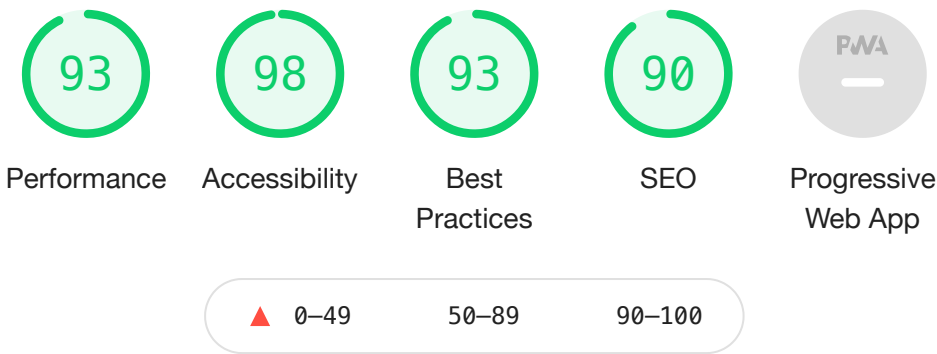 93 98 93 90 PWA
Performance Accessibility Best Practices SEO Progressive Web App
0–49 50–89 90–100